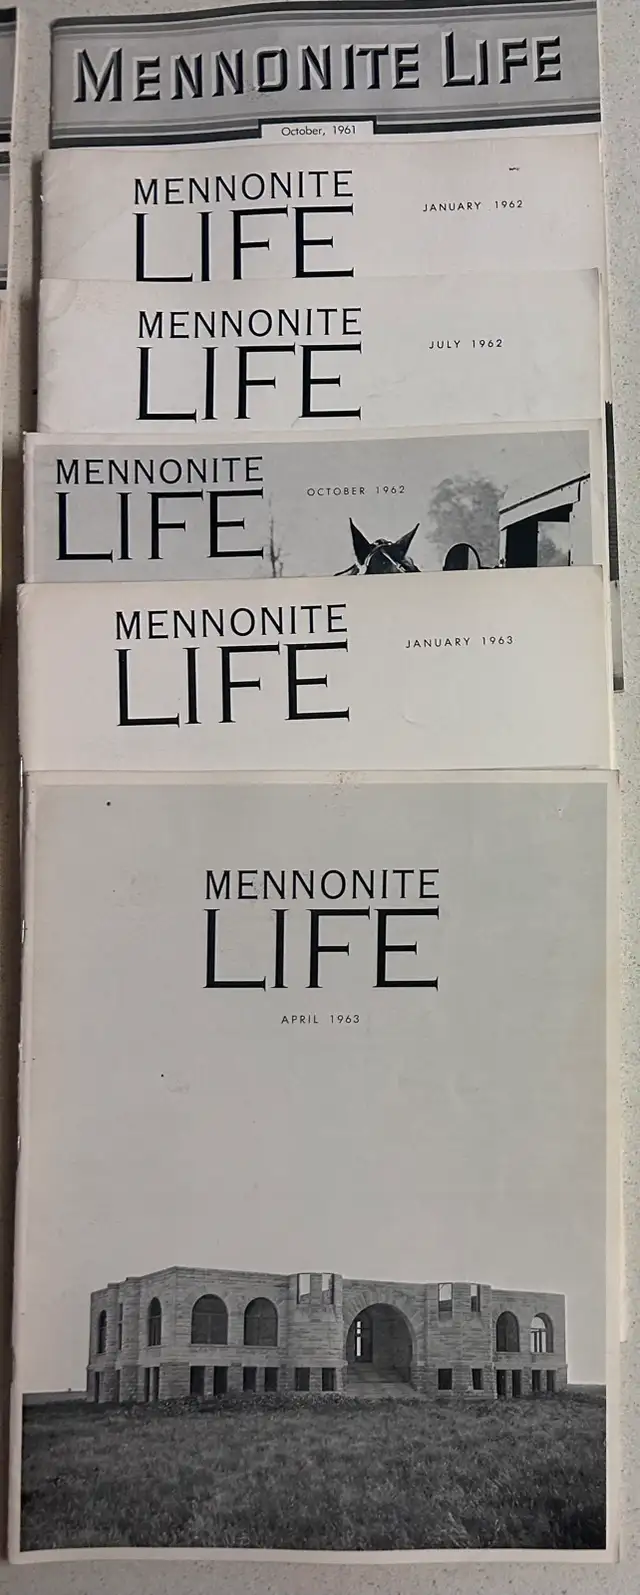 MENNONITE LIFE
October, 1961
MENNONITE
LIFE
JANUARY 1962
MENNONITE
LIFE
JULY 1962
MENNONITE
LIFE
OCTOBER 1962
MENNONITE
LIFE
JANUARY 1963
MENNONITE
LIFE
APRIL 1963